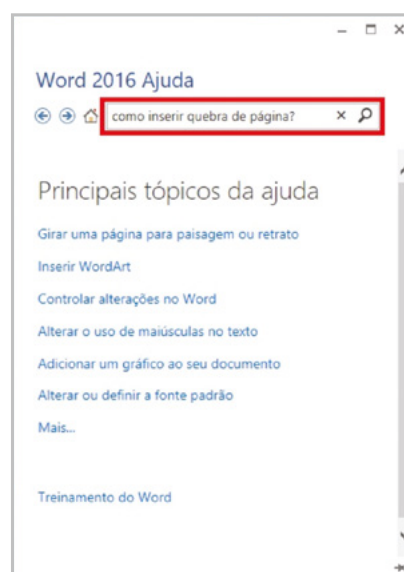 Word 2016 Ajuda
como inserir quebra de página?
Principais tópicos da ajuda
Girar uma página para paisagem ou retrato
Inserir WordArt
Controlar alterações no Word
Alterar o uso de maiúsculas no texto
Adicionar um gráfico ao seu documento
Alterar ou definir a fonte padrão
Mais...
Treinamento do Word